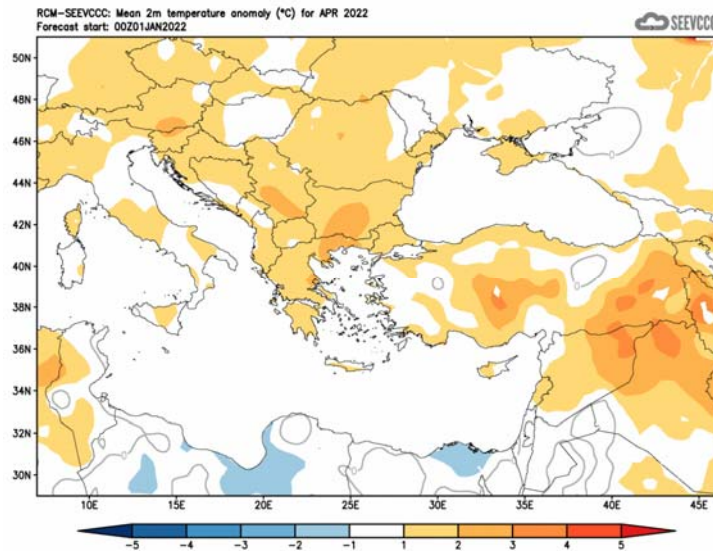 RCM-SEEVCCC: Mean 2m temperature anomaly (°C) for APR 2022
Forecast start: 00Z01JAN2022
SEEVCCC
50N
48N
46N
44N
42N
40N
38N
36N
34N
32N
30N
10E 15E 20E 25E 30E 35E 40E 45E
-5 -4 -3 -2 -1 1 2 3 4 5